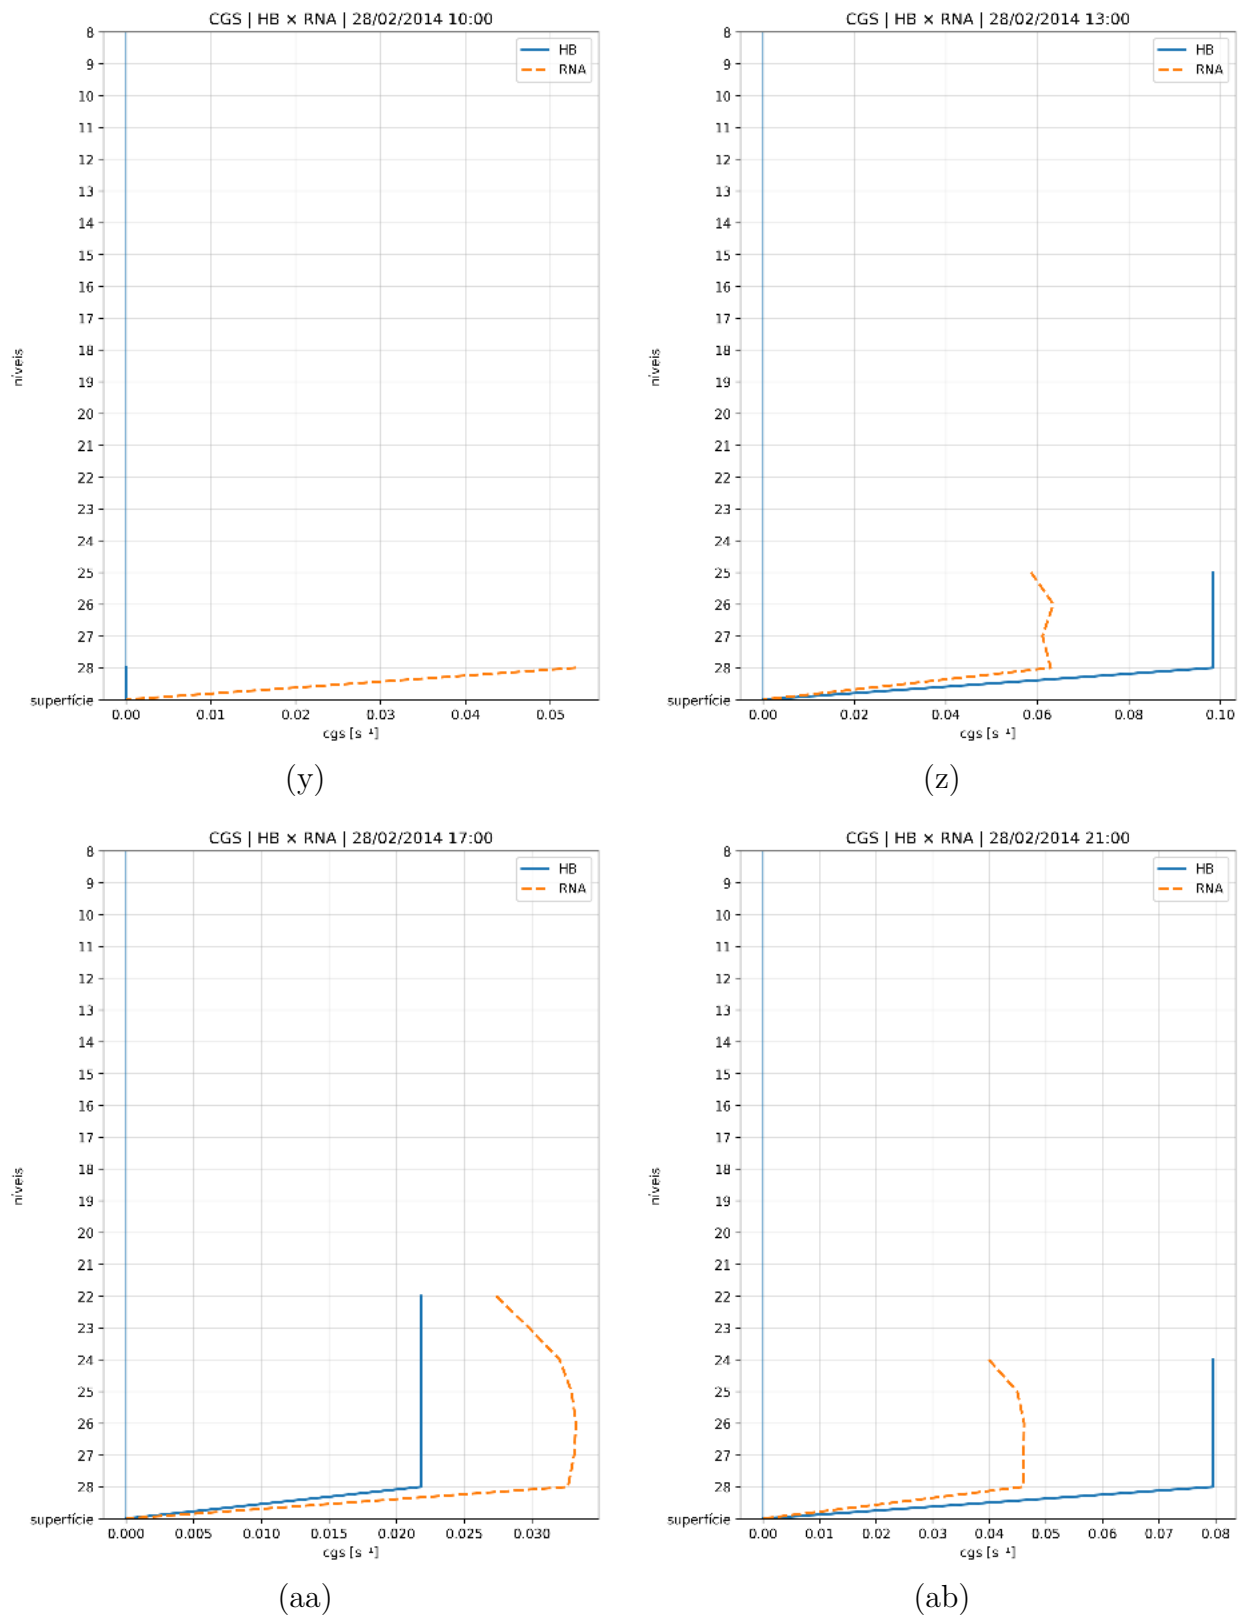 CGS | HB × RNA | 28/02/2014 10:00
HB
RNA
8
9
10
11
12
13
14
15
16
17
18
19
20
21
22
23
24
25
26
27
28
superfície
níveis
0.00 0.01 0.02 0.03 0.04 0.05
cgs [s⁻¹]
(y)
CGS | HB × RNA | 28/02/2014 13:00
HB
RNA
8
9
10
11
12
13
14
15
16
17
18
19
20
21
22
23
24
25
26
27
28
superfície
níveis
0.00 0.02 0.04 0.06 0.08 0.10
cgs [s⁻¹]
(z)
CGS | HB × RNA | 28/02/2014 17:00
HB
RNA
8
9
10
11
12
13
14
15
16
17
18
19
20
21
22
23
24
25
26
27
28
superfície
níveis
0.000 0.005 0.010 0.015 0.020 0.025 0.030
cgs [s⁻¹]
(aa)
CGS | HB × RNA | 28/02/2014 21:00
HB
RNA
8
9
10
11
12
13
14
15
16
17
18
19
20
21
22
23
24
25
26
27
28
superfície
níveis
0.00 0.01 0.02 0.03 0.04 0.05 0.06 0.07 0.08
cgs [s⁻¹]
(ab)